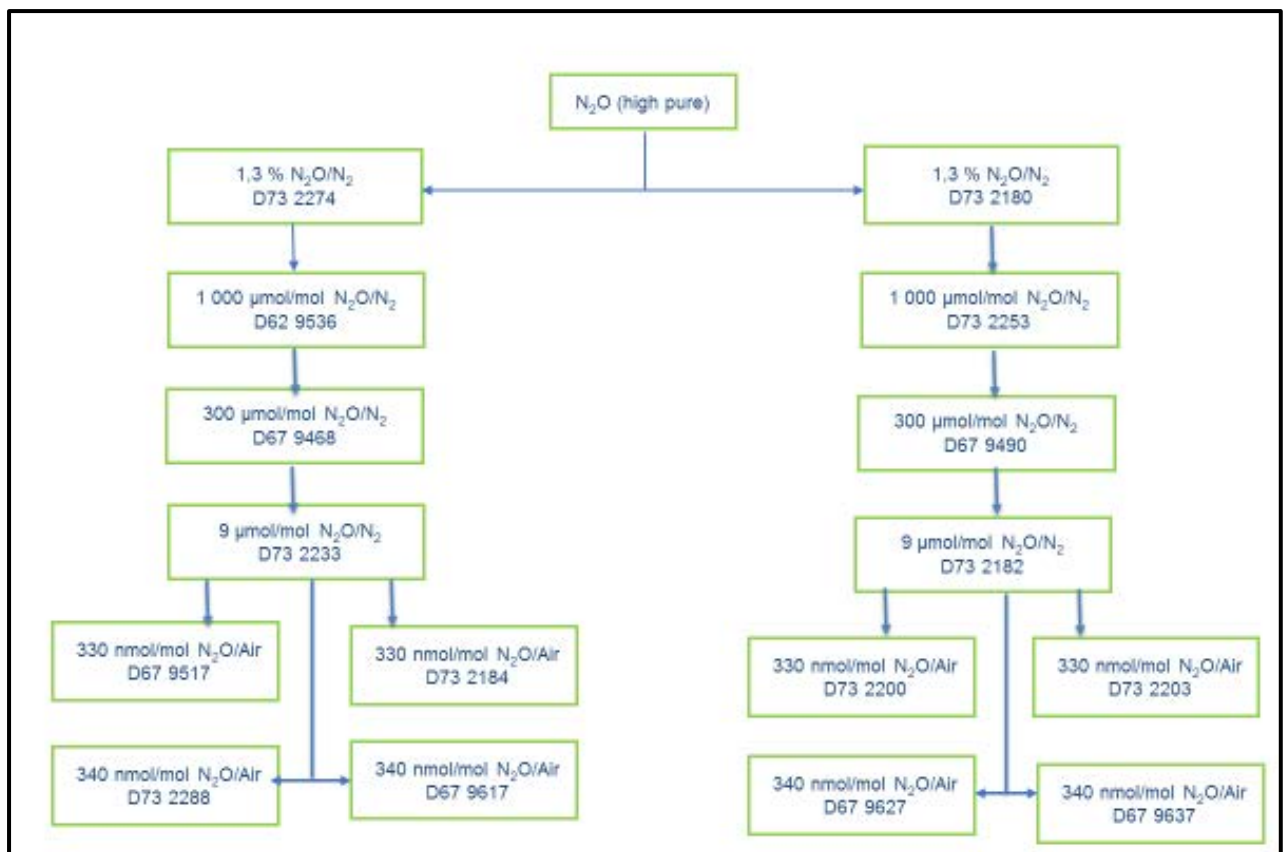 N₂O (high pure)
1,3 % N₂O/N₂
D73 2274
1,3 % N₂O/N₂
D73 2180
1 000 µmol/mol N₂O/N₂
D62 9536
1 000 µmol/mol N₂O/N₂
D73 2253
300 µmol/mol N₂O/N₂
D67 9468
300 µmol/mol N₂O/N₂
D67 9490
9 µmol/mol N₂O/N₂
D73 2233
9 µmol/mol N₂O/N₂
D73 2182
330 nmol/mol N₂O/Air
D67 9517
330 nmol/mol N₂O/Air
D73 2184
330 nmol/mol N₂O/Air
D73 2200
330 nmol/mol N₂O/Air
D73 2203
340 nmol/mol N₂O/Air
D73 2288
340 nmol/mol N₂O/Air
D67 9617
340 nmol/mol N₂O/Air
D67 9627
340 nmol/mol N₂O/Air
D67 9637